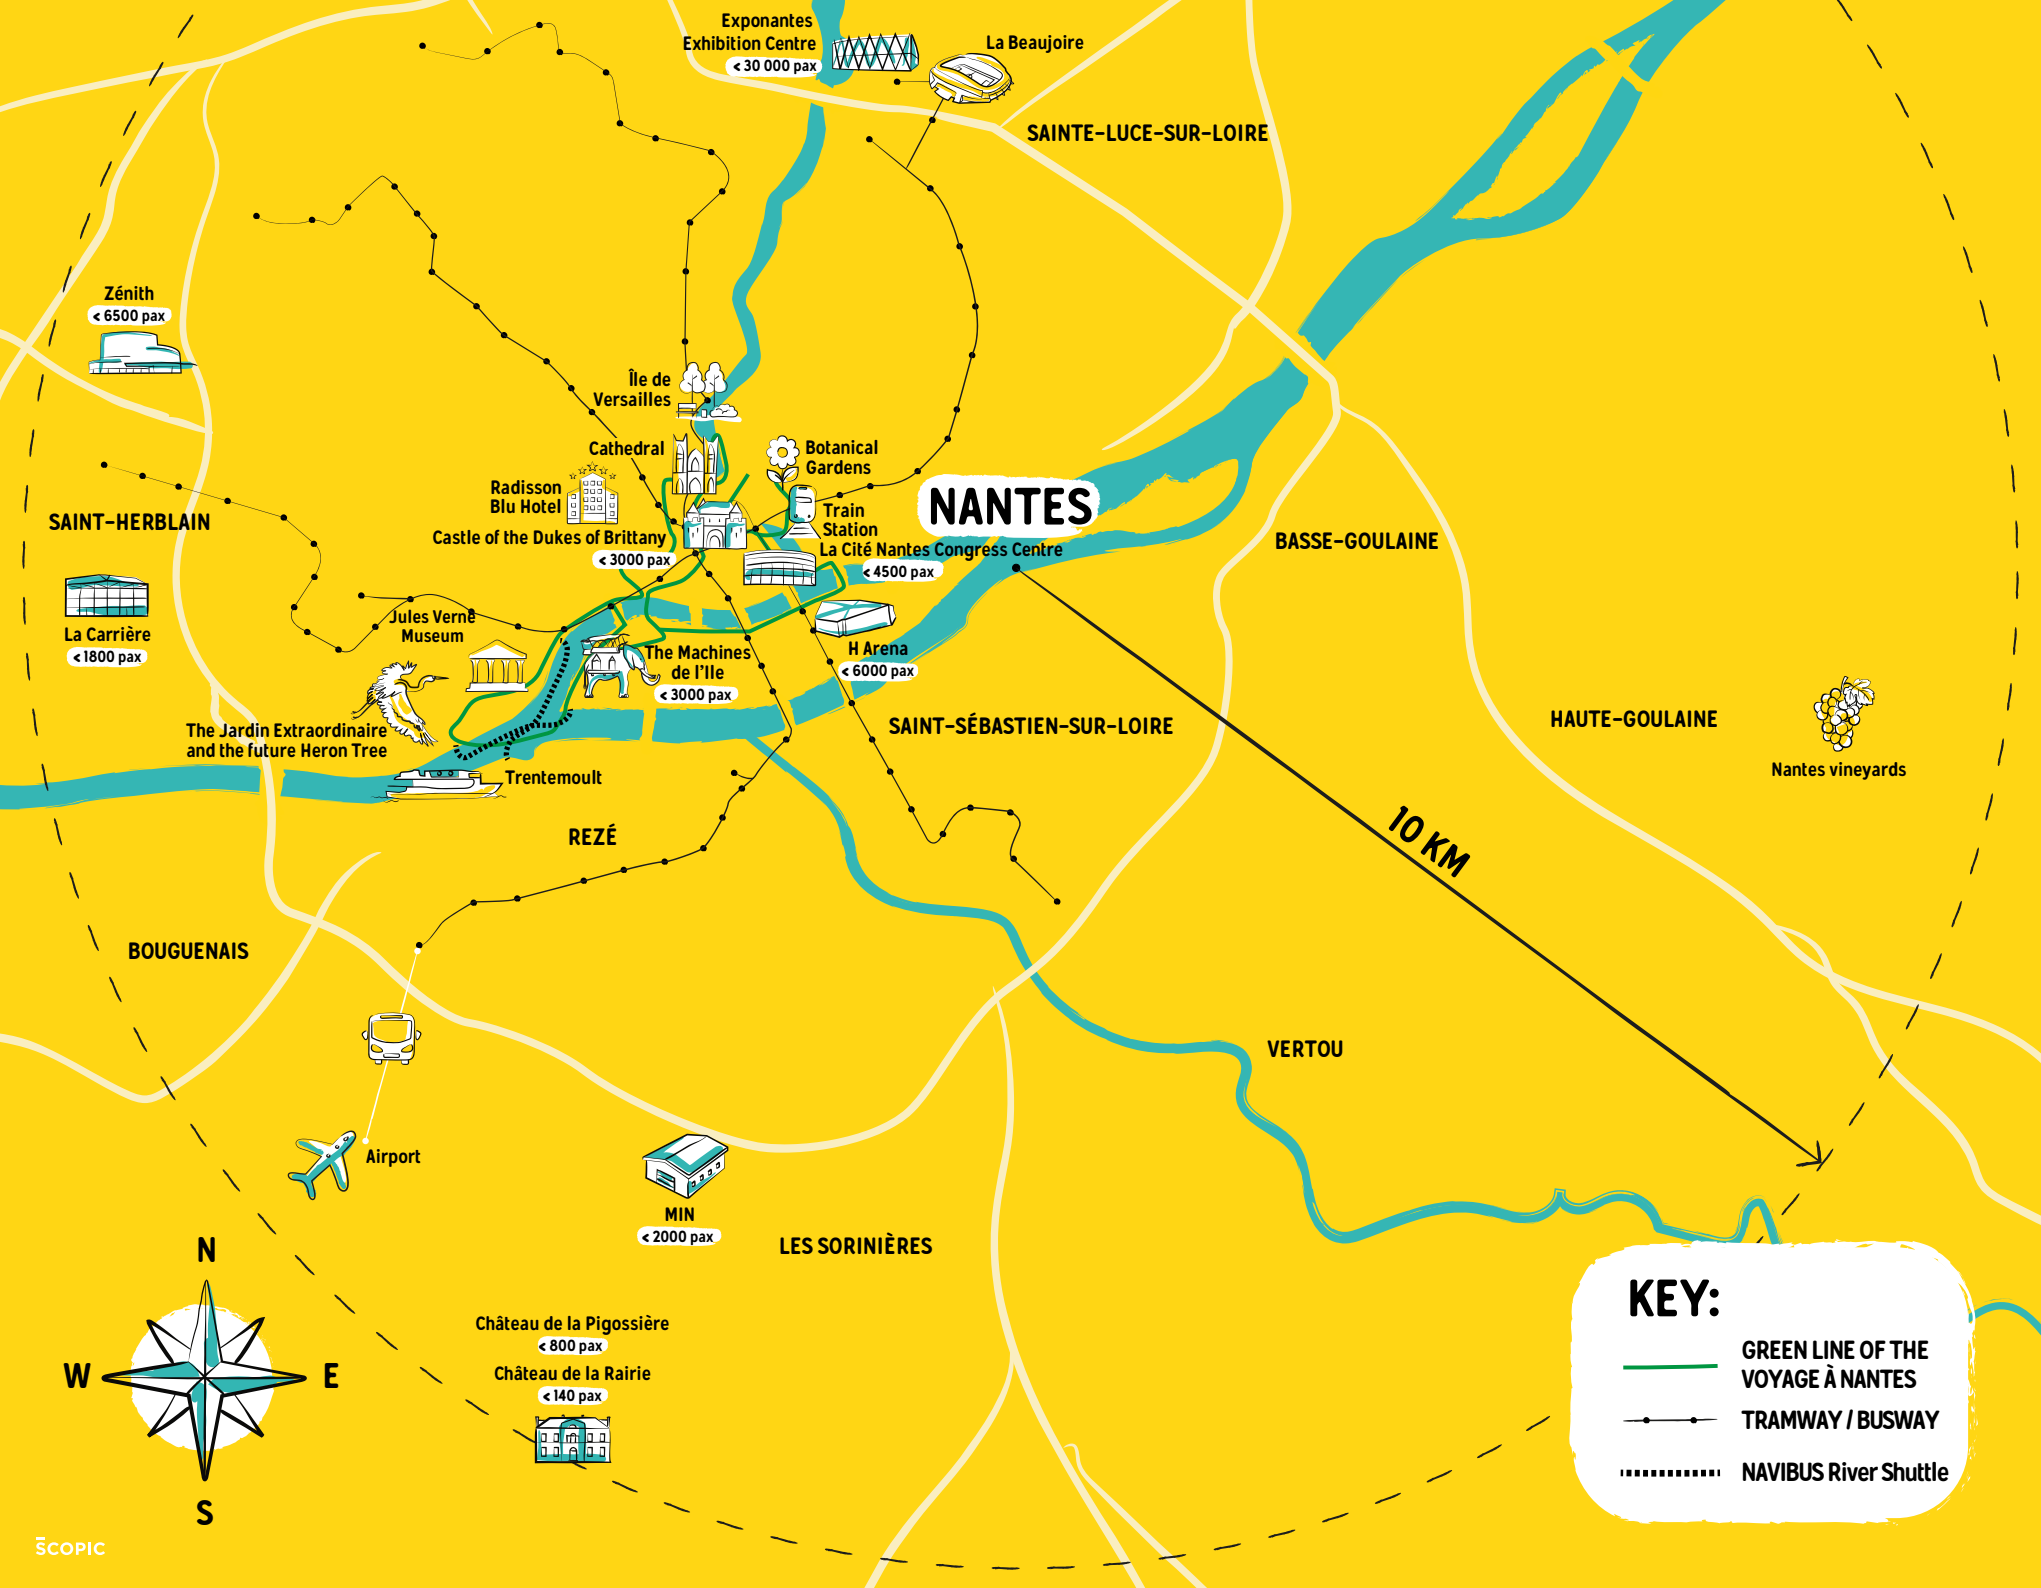 Exponantes
Exhibition Centre
< 30 000 pax
La Beaujoire
SAINTE-LUCE-SUR-LOIRE
Zénith
< 6500 pax
Île de
Versailles
Cathedral
Botanical
Gardens
Radisson
Blu Hotel
Train
Station
NANTES
SAINT-HERBLAIN
Castle of the Dukes of Brittany
< 3000 pax
La Cité Nantes Congress Centre
< 4500 pax
BASSE-GOULAINE
La Carrière
< 1800 pax
Jules Verne
Museum
The Machines
de l'Ile
< 3000 pax
H Arena
< 6000 pax
The Jardin Extraordinaire
and the future Heron Tree
SAINT-SÉBASTIEN-SUR-LOIRE
HAUTE-GOULAINE
Nantes vineyards
Trentemoult
REZÉ
10 KM
BOUGUENAIS
VERTOU
Airport
MIN
< 2000 pax
LES SORINIÈRES
Château de la Pigossière
< 800 pax
Château de la Rairie
< 140 pax
N
W
E
S
KEY:
GREEN LINE OF THE
VOYAGE À NANTES
TRAMWAY / BUSWAY
NAVIBUS River Shuttle
SCOPIC